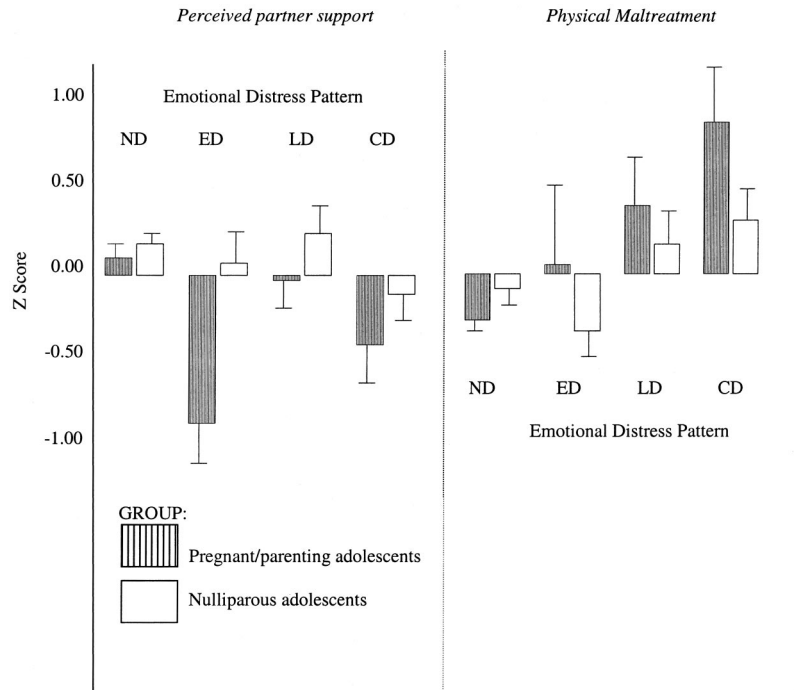 Perceived partner support
Physical Maltreatment
1.00
0.50
0.00
-0.50
-1.00
Z Score
Emotional Distress Pattern
ND ED LD CD
ND ED LD CD
Emotional Distress Pattern
GROUP:
Pregnant/parenting adolescents
Nulliparous adolescents